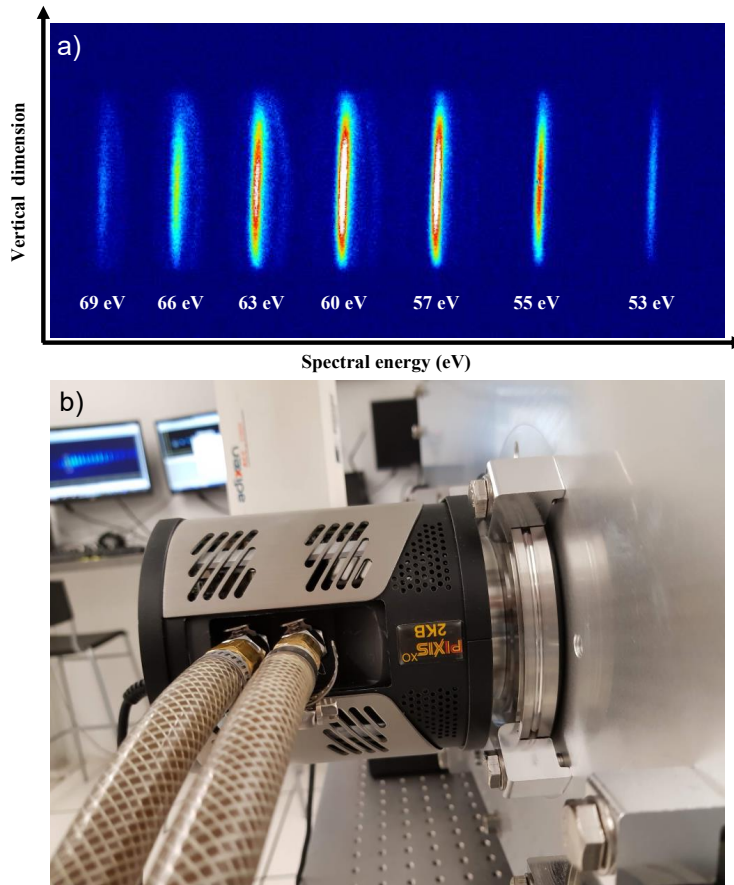 a)
Vertical dimension
69 eV 66 eV 63 eV 60 eV 57 eV 55 eV 53 eV
Spectral energy (eV)
b)
adixen
PIXIS XO
2KB